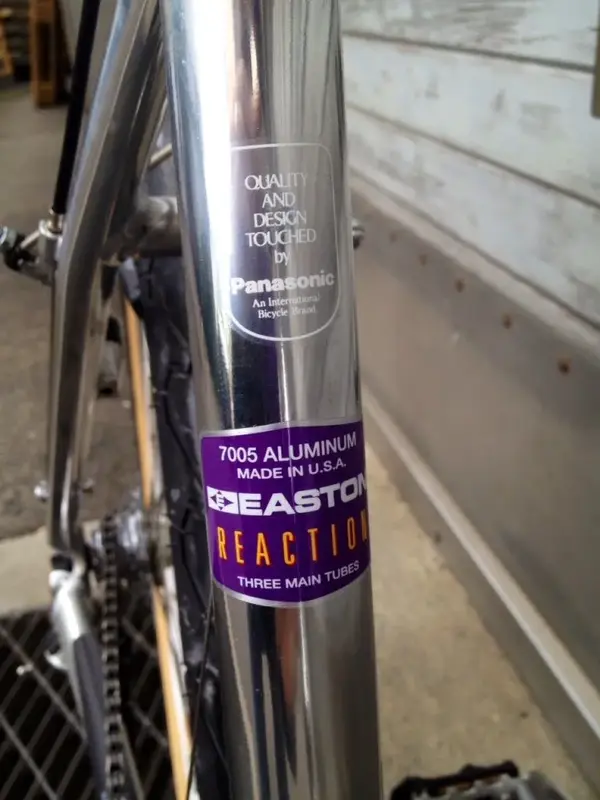 QUALITY
AND
DESIGN
TOUCHED
by
Panasonic
An International
Bicycle Brand
7005 ALUMINUM
MADE IN U.S.A.
E EASTON
REACTION
THREE MAIN TUBES